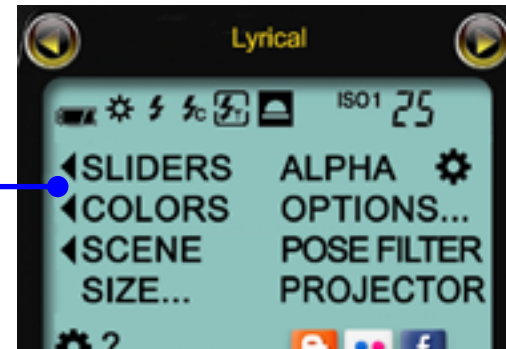 Lyrical
ISO1 25
SLIDERS ALPHA
COLORS OPTIONS...
SCENE POSE FILTER
SIZE... PROJECTOR
?